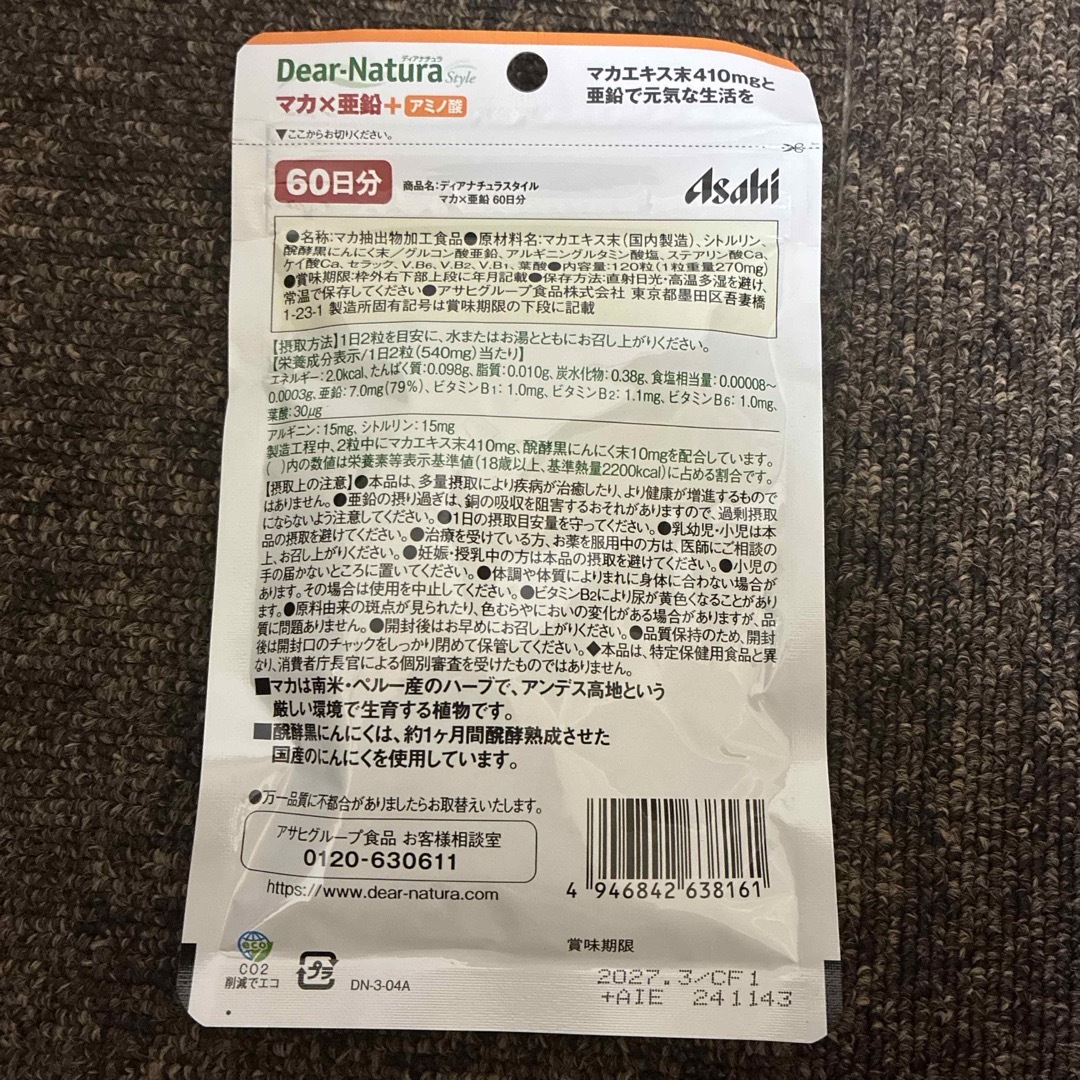 ディアナチュラ
Dear-Natura Style
マカ×亜鉛＋アミノ酸
マカエキス末410mgと
亜鉛で元気な生活を
▼ここからお切りください。
60日分
商品名:ディアナチュラスタイル
マカ×亜鉛 60日分
Asahi
●名称:マカ抽出物加工食品●原材料名:マカエキス末(国内製造)、シトルリン、
醗酵黒にんにく末／グルコン酸亜鉛、アルギニングルタミン酸塩、ステアリン酸Ca、
ケイ酸Ca、セラック、V.B6、V.B2、V.B1、葉酸●内容量:120粒(1粒重量270mg)
●賞味期限:枠外右下部上段に年月記載●保存方法:直射日光・高温多湿を避け、
常温で保存してください●アサヒグループ食品株式会社 東京都墨田区吾妻橋
1-23-1 製造所固有記号は賞味期限の下段に記載
【摂取方法】1日2粒を目安に、水またはお湯とともにお召し上がりください。
【栄養成分表示/1日2粒(540mg)当たり】
エネルギー:2.0kcal、たんぱく質:0.098g、脂質:0.010g、炭水化物:0.38g、食塩相当量:0.00008〜
0.0003g、亜鉛:7.0mg(79%)、ビタミンB1:1.0mg、ビタミンB2:1.1mg、ビタミンB6:1.0mg、
葉酸:30μg
アルギニン:15mg、シトルリン:15mg
製造工程中、2粒中にマカエキス末410mg、醗酵黒にんにく末10mgを配合しています。
( )内の数値は栄養素等表示基準値(18歳以上、基準熱量2200kcal)に占める割合です。
【摂取上の注意】●本品は、多量摂取により疾病が治癒したり、より健康が増進するもので
はありません。●亜鉛の摂り過ぎは、銅の吸収を阻害するおそれがありますので、過剰摂取
にならないよう注意してください。●1日の摂取目安量を守ってください。●乳幼児・小児は本
品の摂取を避けてください。●治療を受けている方、お薬を服用中の方は、医師にご相談の
上、お召し上がりください。●妊娠・授乳中の方は本品の摂取を避けてください。●小児の
手の届かないところに置いてください。●体調や体質によりまれに身体に合わない場合が
あります。その場合は使用を中止してください。●ビタミンB2により尿が黄色くなることがあり
ます。●原料由来の斑点が見られたり、色むらやにおいの変化がある場合がありますが、品
質に問題ありません。●開封後はお早めにお召し上がりください。●品質保持のため、開封
後は開封口のチャックをしっかり閉めて保管してください。◆本品は、特定保健用食品と異
なり、消費者庁長官による個別審査を受けたものではありません。
■マカは南米・ペルー産のハーブで、アンデス高地という
厳しい環境で生育する植物です。
■醗酵黒にんにくは、約1ヶ月間醗酵熟成させた
国産のにんにくを使用しています。
●万一品質に不都合がありましたらお取替えいたします。
アサヒグループ食品 お客様相談室
0120-630611
https://www.dear-natura.com
4 946842 638161
eco
CO2
削減でエコ
プラ
DN-3-04A
賞味期限
2027.3/CF1
+AIE 241143